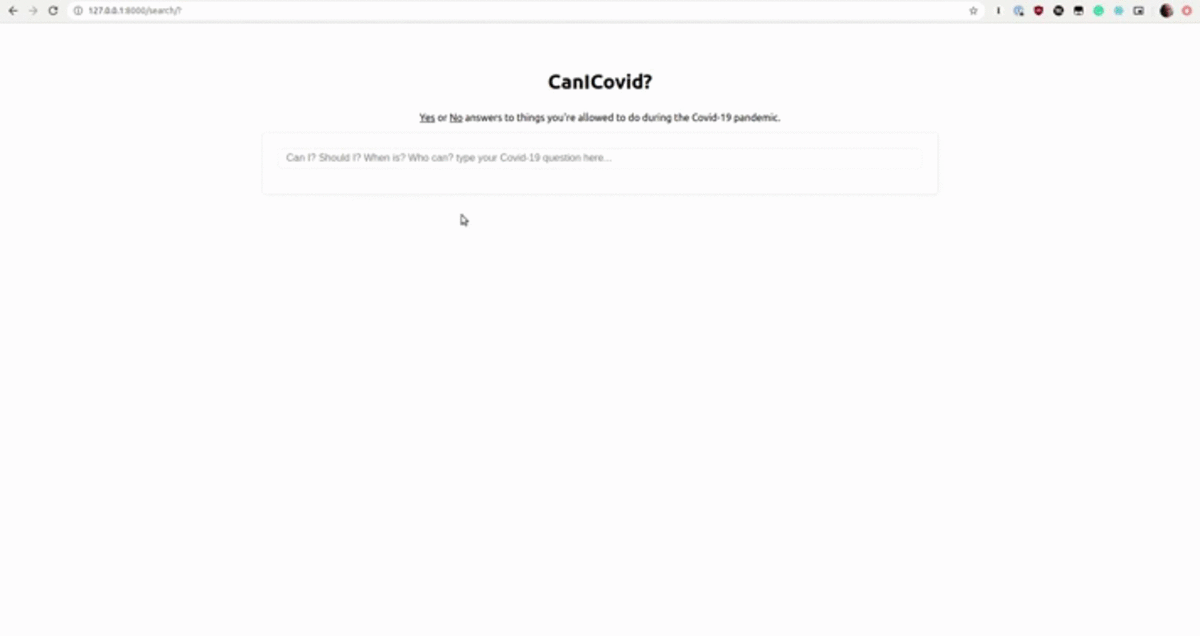 127.0.0.1:8000/search/?
CanICovid?
Yes or No answers to things you're allowed to do during the Covid-19 pandemic.
Can I? Should I? When is? Who can? type your Covid-19 question here...